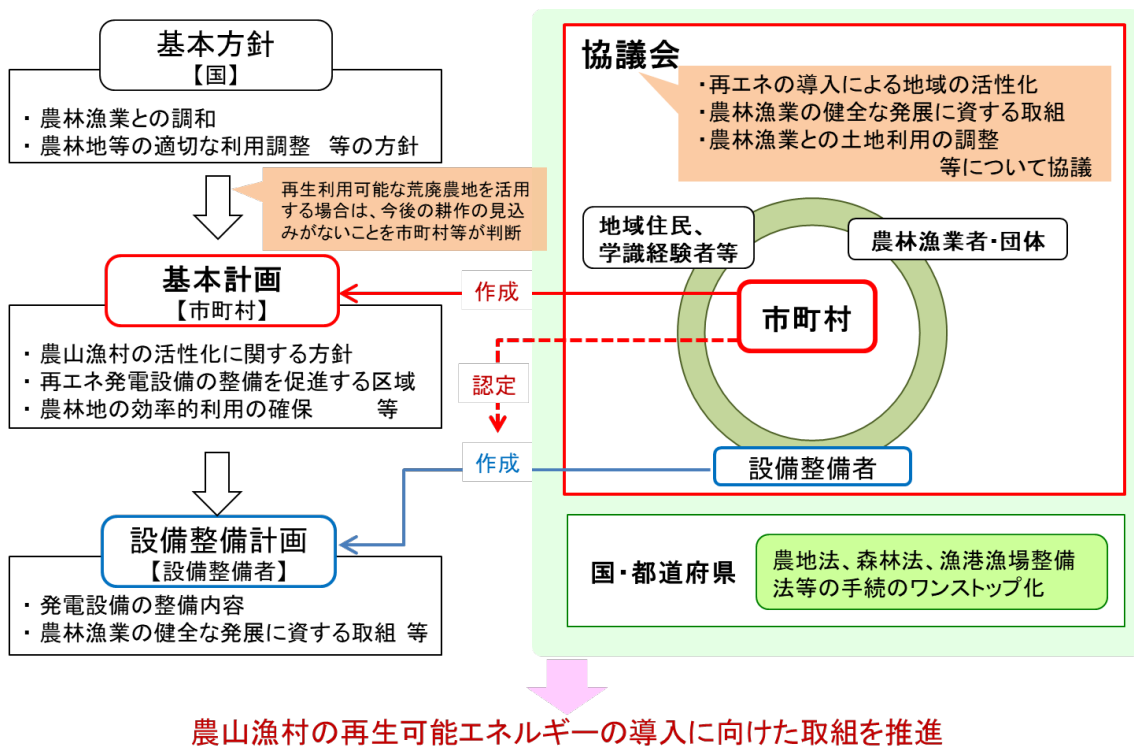 基本方針
【国】
・ 農林漁業との調和
・ 農林地等の適切な利用調整　等の方針
再生利用可能な荒廃農地を活用
する場合は、今後の耕作の見込
みがないことを市町村等が判断
基本計画
【市町村】
・ 農山漁村の活性化に関する方針
・ 再エネ発電設備の整備を促進する区域
・ 農林地の効率的利用の確保　　　等
設備整備計画
【設備整備者】
・ 発電設備の整備内容
・ 農林漁業の健全な発展に資する取組 等
作成
認定
作成
協議会
・再エネの導入による地域の活性化
・農林漁業の健全な発展に資する取組
・農林漁業との土地利用の調整
等について協議
地域住民、
学識経験者等
農林漁業者・団体
市町村
設備整備者
国・都道府県
農地法、森林法、漁港漁場整備
法等の手続のワンストップ化
農山漁村の再生可能エネルギーの導入に向けた取組を推進